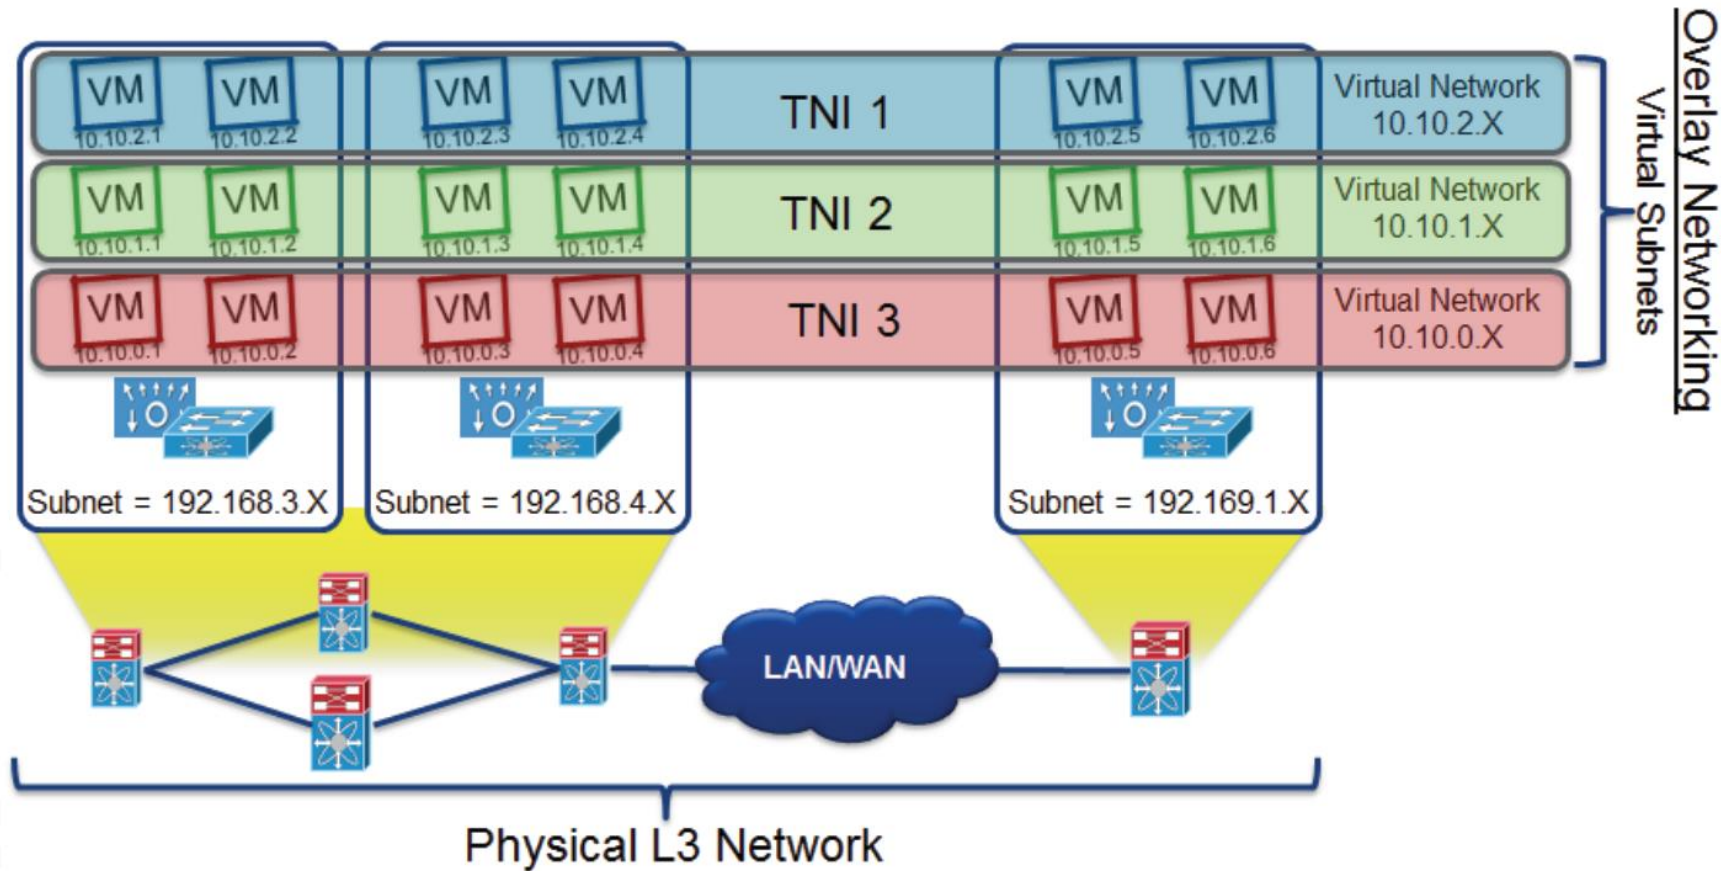 VM VM VM VM TNI 1 VM VM Virtual Network
10.10.2.1 10.10.2.2 10.10.2.3 10.10.2.4 10.10.2.5 10.10.2.6 10.10.2.X
VM VM VM VM TNI 2 VM VM Virtual Network
10.10.1.1 10.10.1.2 10.10.1.3 10.10.1.4 10.10.1.5 10.10.1.6 10.10.1.X
VM VM VM VM TNI 3 VM VM Virtual Network
10.10.0.1 10.10.0.2 10.10.0.3 10.10.0.4 10.10.0.5 10.10.0.6 10.10.0.X
Overlay Networking
Virtual Subnets
Subnet = 192.168.3.X
Subnet = 192.168.4.X
Subnet = 192.169.1.X
LAN/WAN
Physical L3 Network